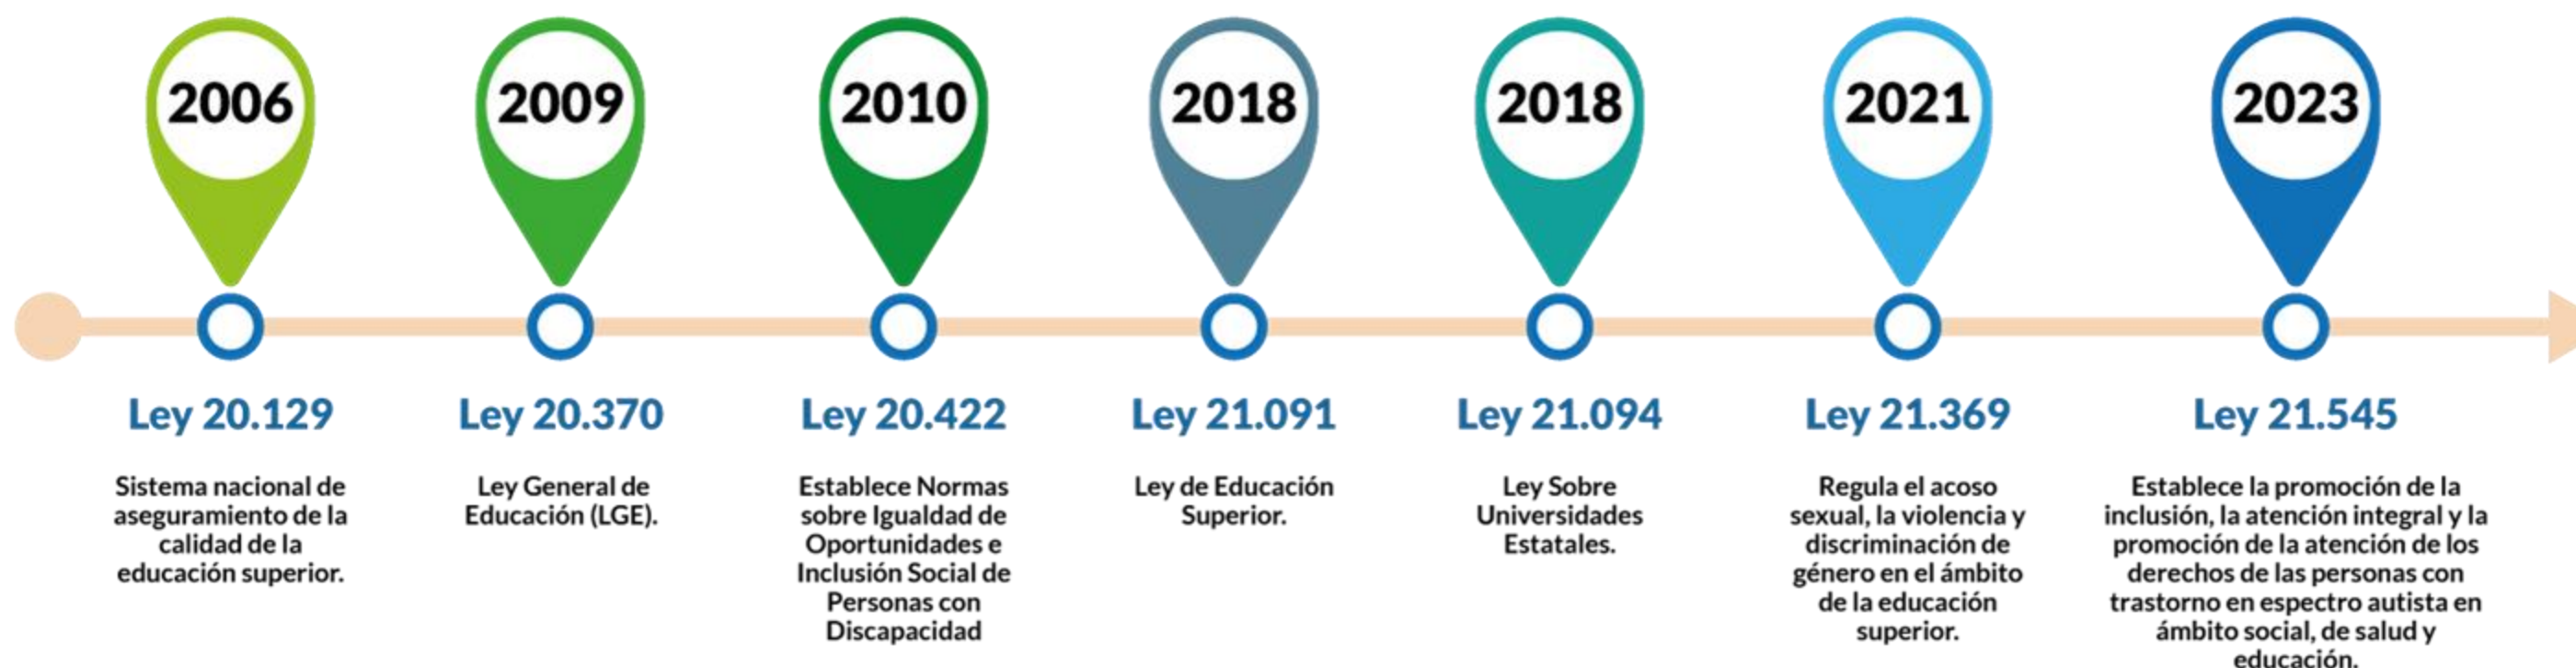 2006
2009
2010
2018
2018
2021
2023
Ley 20.129
Ley 20.370
Ley 20.422
Ley 21.091
Ley 21.094
Ley 21.369
Ley 21.545
Sistema nacional de
aseguramiento de la
calidad de la
educación superior.
Ley General de
Educación (LGE).
Establece Normas
sobre Igualdad de
Oportunidades e
Inclusión Social de
Personas con
Discapacidad
Ley de Educación
Superior.
Ley Sobre
Universidades
Estatales.
Regula el acoso
sexual, la violencia y
discriminación de
género en el ámbito
de la educación
superior.
Establece la promoción de la
inclusión, la atención integral y la
promoción de la atención de los
derechos de las personas con
trastorno en espectro autista en
ámbito social, de salud y
educación.